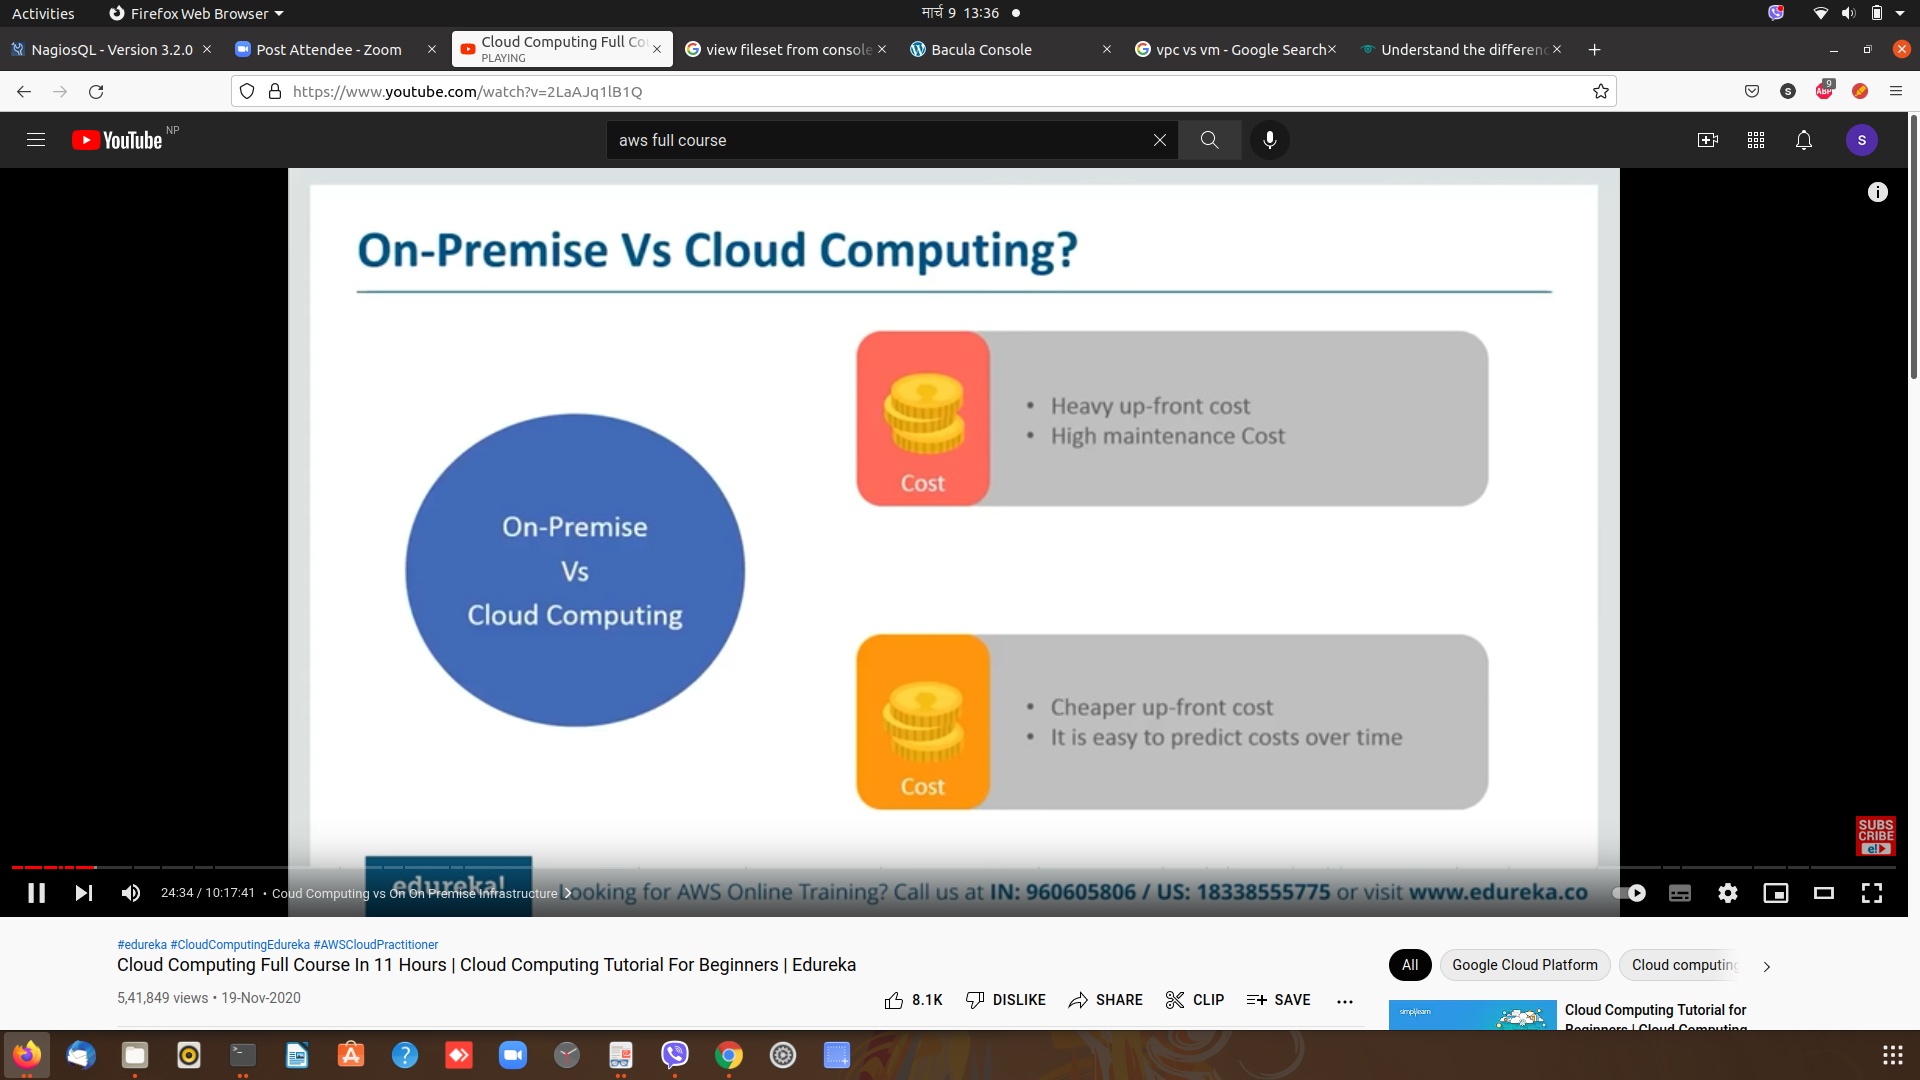 Activities
Firefox Web Browser
मार्च 9 13:36
NagiosQL - Version 3.2.0
Post Attendee - Zoom
Cloud Computing Full Co
PLAYING
view fileset from console
Bacula Console
vpc vs vm - Google Search
Understand the differenc
https://www.youtube.com/watch?v=2LaAJq1lB1Q
S
ABP
9
YouTube NP
aws full course
S
On-Premise Vs Cloud Computing?
On-Premise
Vs
Cloud Computing
Cost
• Heavy up-front cost
• High maintenance Cost
Cost
• Cheaper up-front cost
• It is easy to predict costs over time
SUBS
CRIBE
e!
edureka!
Looking for AWS Online Training? Call us at IN: 960605806 / US: 18338555775 or visit www.edureka.co
24:34 / 10:17:41 • Coud Computing vs On On Premise Infrastructure
#edureka #CloudComputingEdureka #AWSCloudPractitioner
Cloud Computing Full Course In 11 Hours | Cloud Computing Tutorial For Beginners | Edureka
5,41,849 views • 19-Nov-2020
8.1K
DISLIKE
SHARE
CLIP
SAVE
All
Google Cloud Platform
Cloud computing
simplilearn
Cloud Computing Tutorial for
Beginners | Cloud Computing